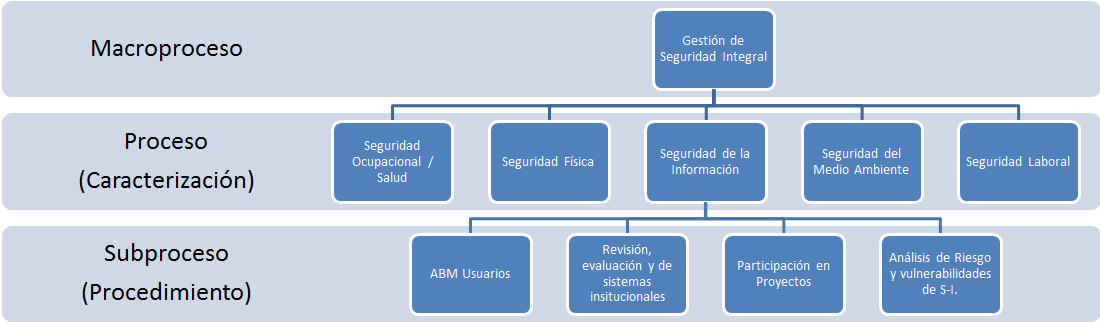 Macroproceso
Gestión de
Seguridad Integral
Proceso
(Caracterización)
Seguridad
Ocupacional /
Salud
Seguridad Física
Seguridad de la
Información
Seguridad del
Medio Ambiente
Seguridad Laboral
Subproceso
(Procedimiento)
ABM Usuarios
Revisión,
evaluación y de
sistemas
insitucionales
Participación en
Proyectos
Análisis de Riesgo
y vulnerabilidades
de S-I.